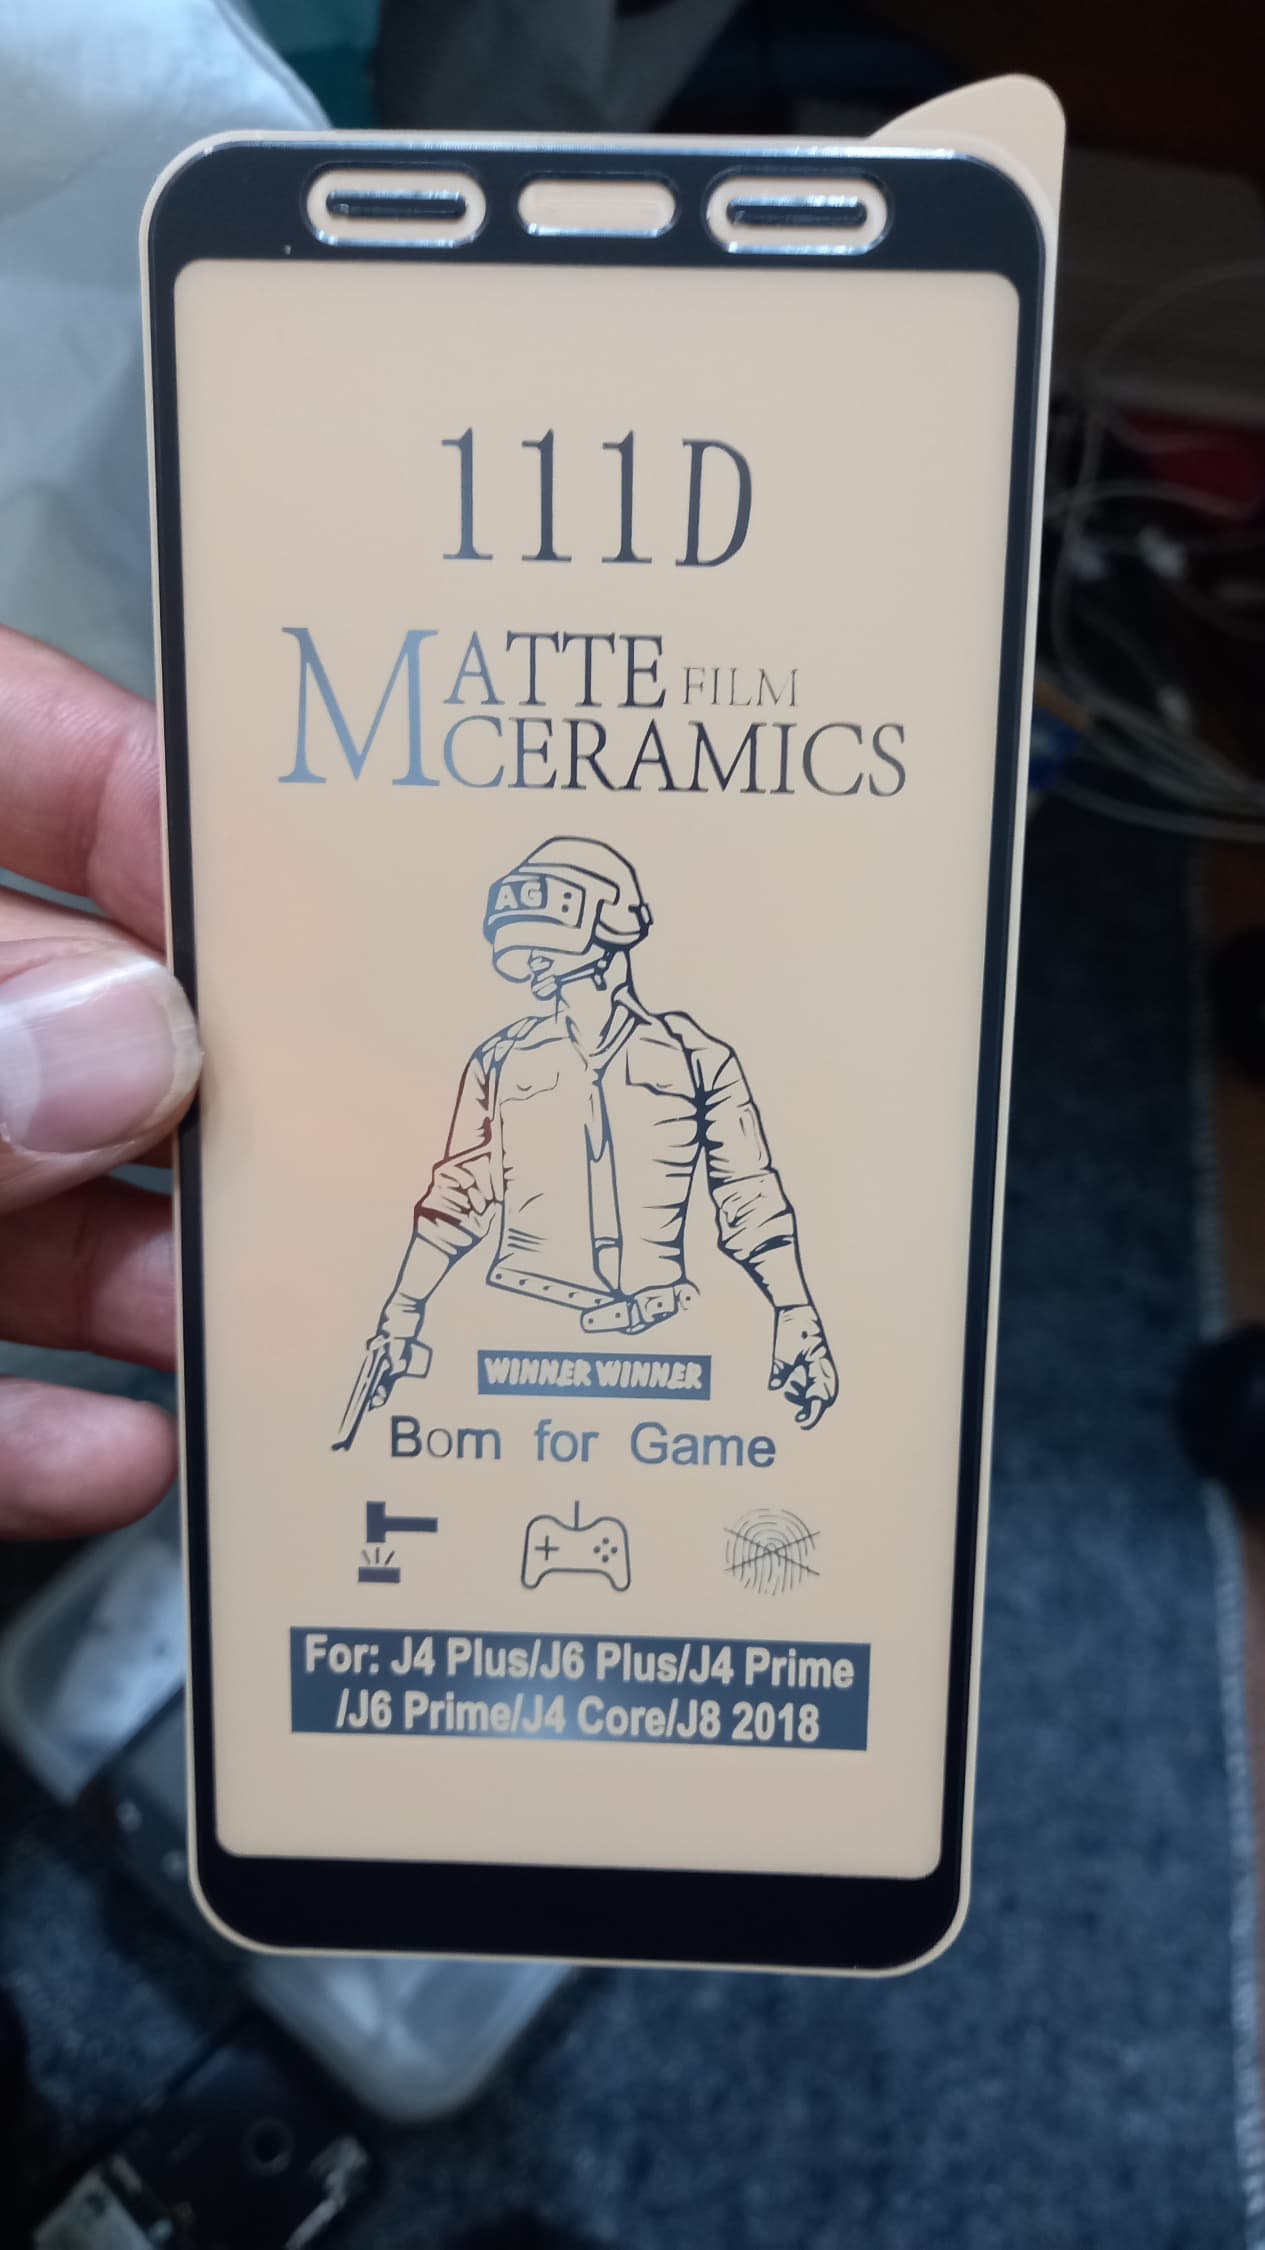 111D
MATTE FILM
CERAMICS
AG
WINNER WINNER
Born for Game
For: J4 Plus/J6 Plus/J4 Prime
/J6 Prime/J4 Core/J8 2018